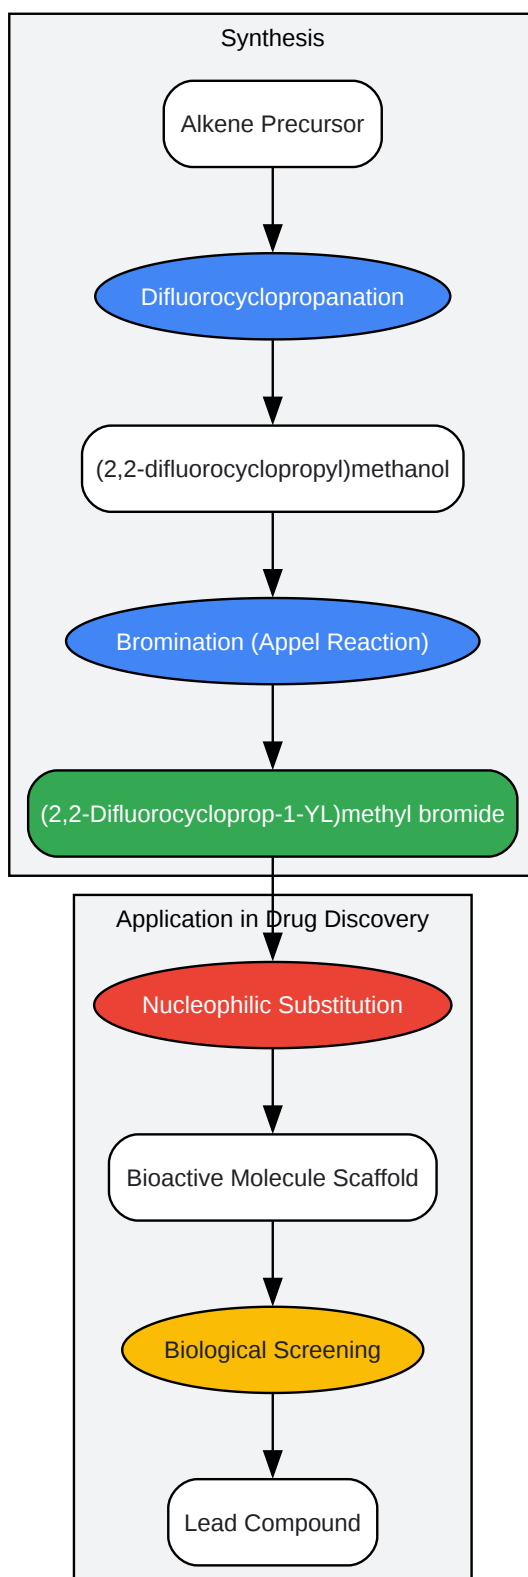 Synthesis
Alkene Precursor
Difluorocyclopropanation
(2,2-difluorocyclopropyl)methanol
Bromination (Appel Reaction)
(2,2-Difluorocycloprop-1-YL)methyl bromide
Application in Drug Discovery
Nucleophilic Substitution
Bioactive Molecule Scaffold
Biological Screening
Lead Compound